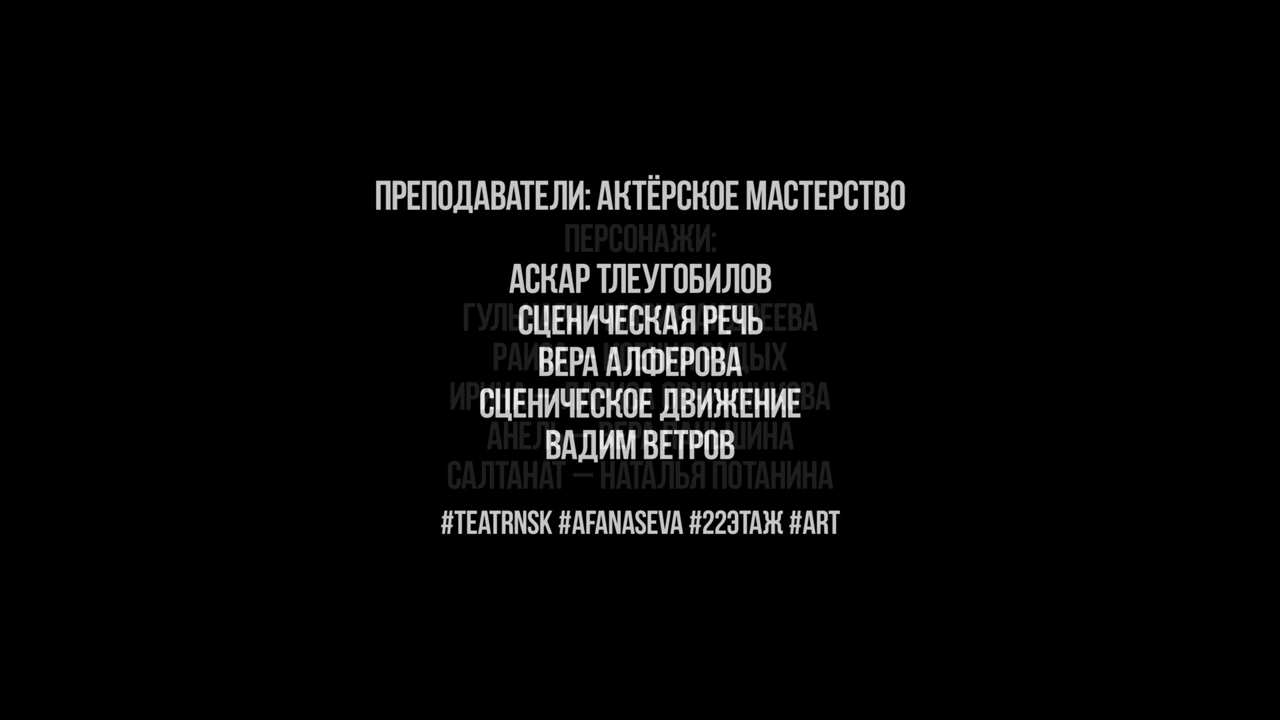 ПРЕПОДАВАТЕЛИ: АКТЁРСКОЕ МАСТЕРСТВО
ПЕРСОНАЖИ:
АСКАР ТЛЕУГОБИЛОВ
СЦЕНИЧЕСКАЯ РЕЧЬ
ВЕРА АЛФЕРОВА
СЦЕНИЧЕСКОЕ ДВИЖЕНИЕ
ВАДИМ ВЕТРОВ
САЛТАНАТ – НАТАЛЬЯ ПОТАНИНА
#TEATRNSK #AFANASEVA #22ЭТАЖ #ART